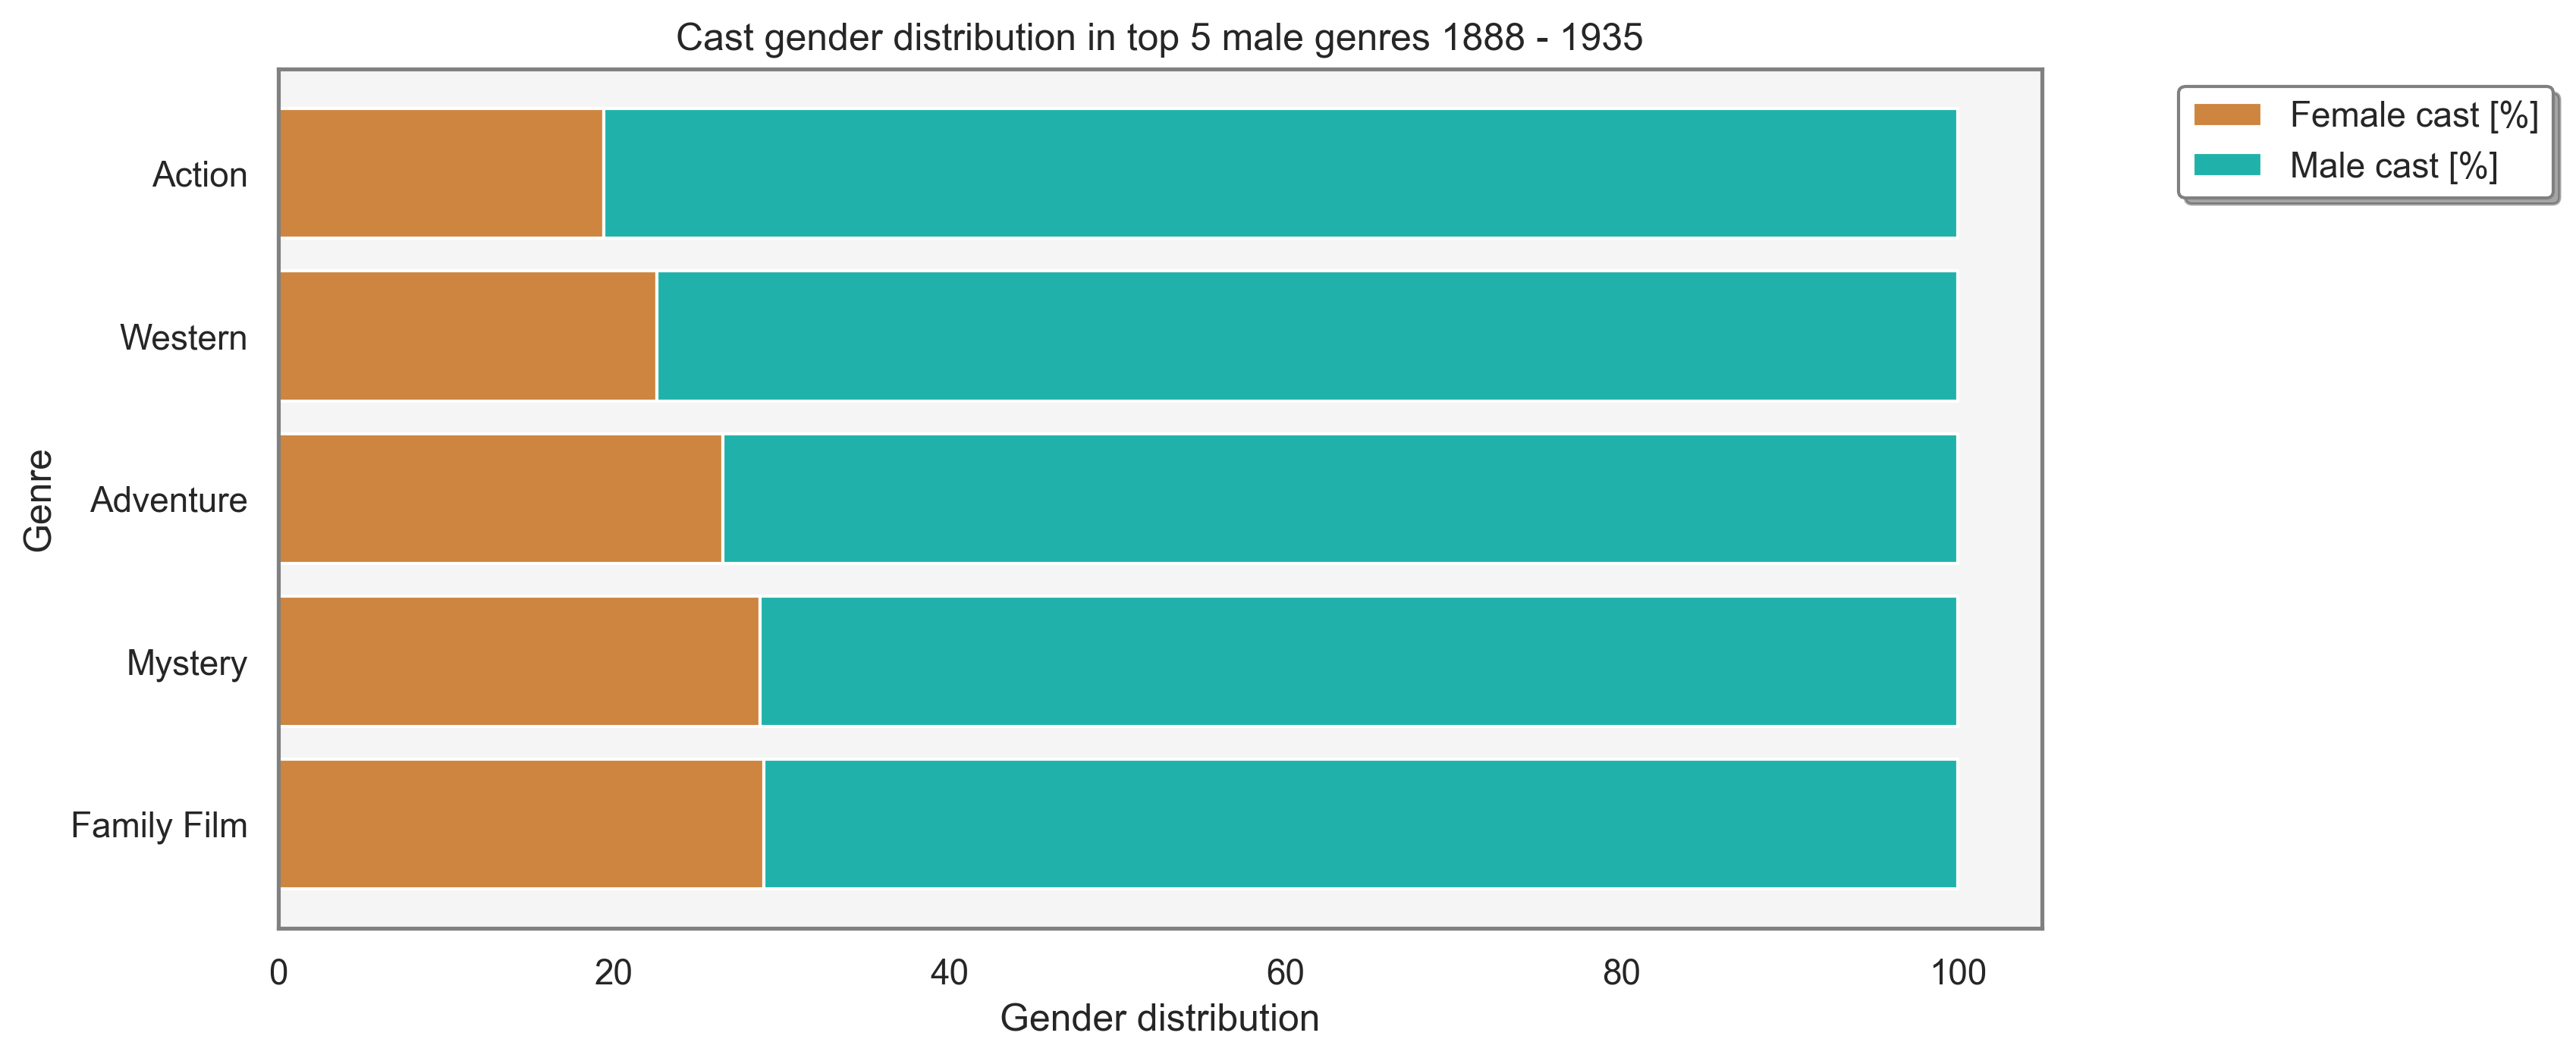 Cast gender distribution in top 5 male genres 1888 - 1935
Female cast [%]
Male cast [%]
Genre
Action
Western
Adventure
Mystery
Family Film
0 20 40 60 80 100
Gender distribution